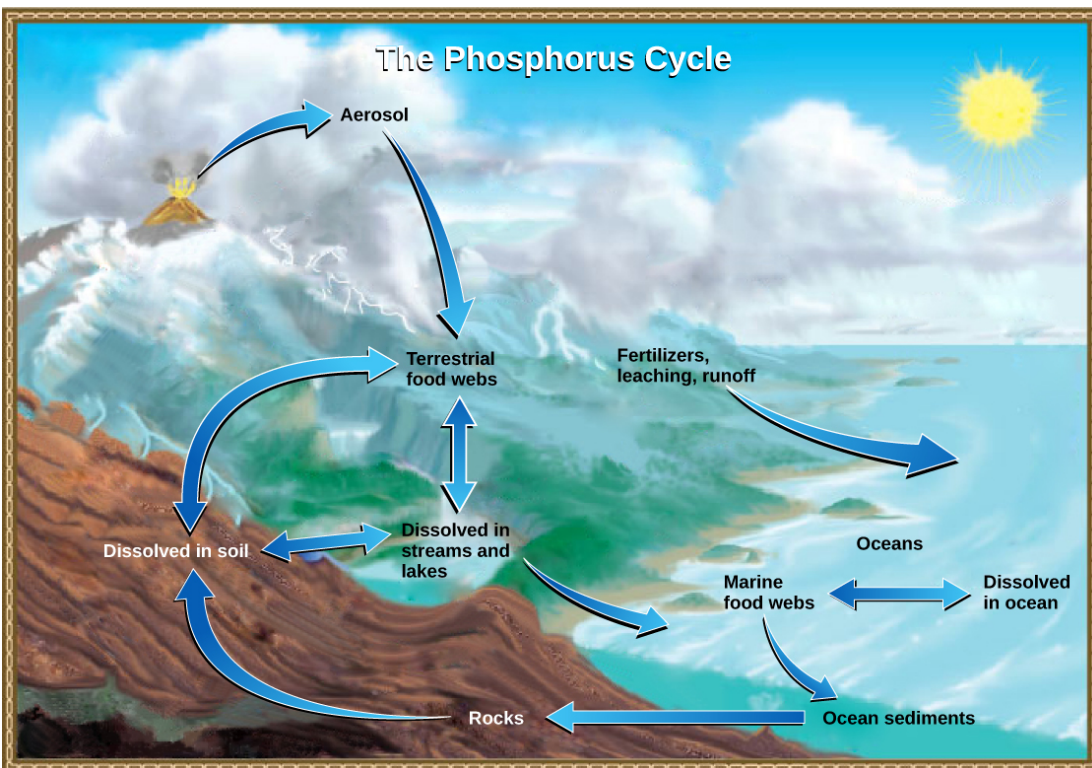 The Phosphorus Cycle
Aerosol
Terrestrial
food webs
Fertilizers,
leaching, runoff
Dissolved in soil
Dissolved in
streams and
lakes
Oceans
Marine
food webs
Dissolved
in ocean
Rocks
Ocean sediments